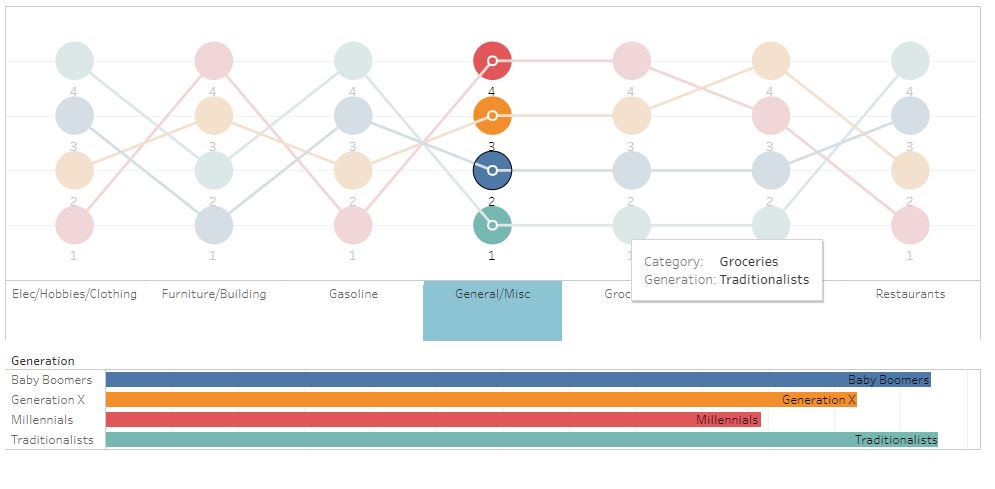 4 4 4 4 4 4 4
3 3 3 3 3 3 3
2 2 2 2 2 2 2
1 1 1 1 1 1
Category: Groceries
Generation: Traditionalists
Elec/Hobbies/Clothing Furniture/Building Gasoline General/Misc Restaurants
Generation
Baby Boomers Baby Boomers
Generation X Generation X
Millennials Millennials
Traditionalists Traditionalists